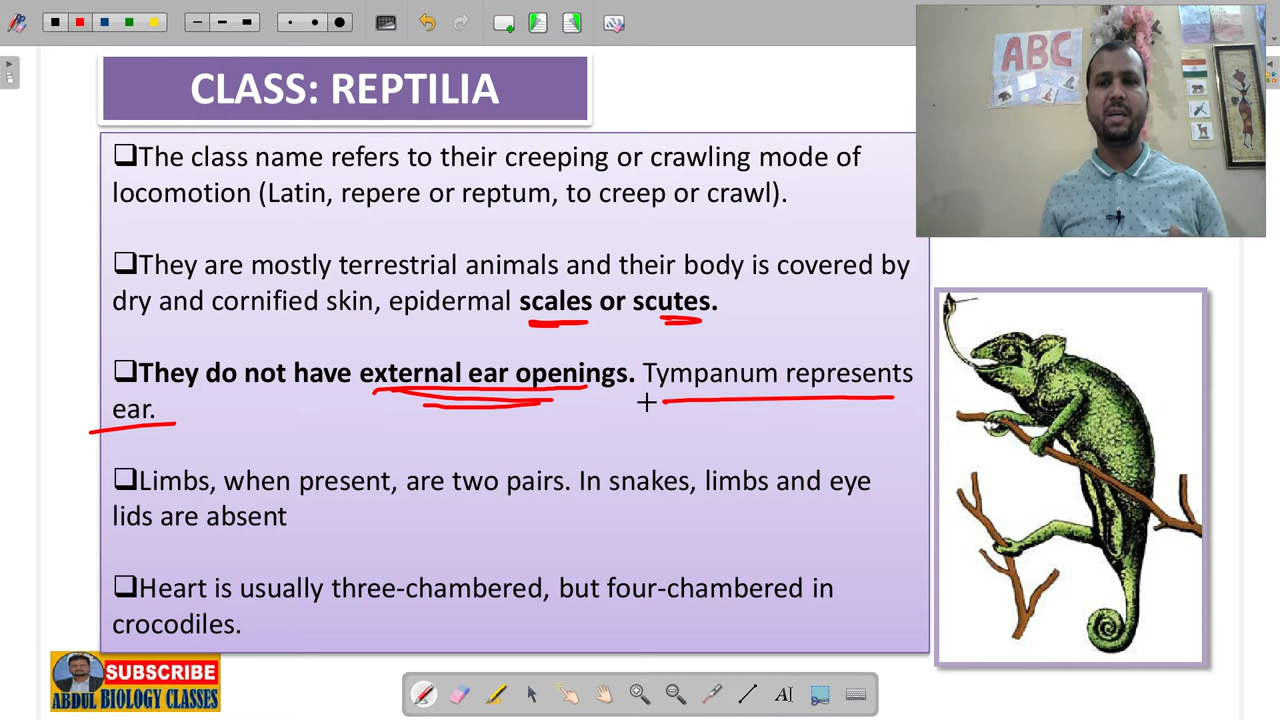 CLASS: REPTILIA
ABC
❑The class name refers to their creeping or crawling mode of
locomotion (Latin, repere or reptum, to creep or crawl).
❑They are mostly terrestrial animals and their body is covered by
dry and cornified skin, epidermal scales or scutes.
❑They do not have external ear openings. Tympanum represents
ear.
❑Limbs, when present, are two pairs. In snakes, limbs and eye
lids are absent
❑Heart is usually three-chambered, but four-chambered in
crocodiles.
SUBSCRIBE
ABDUL BIOLOGY CLASSES
AI